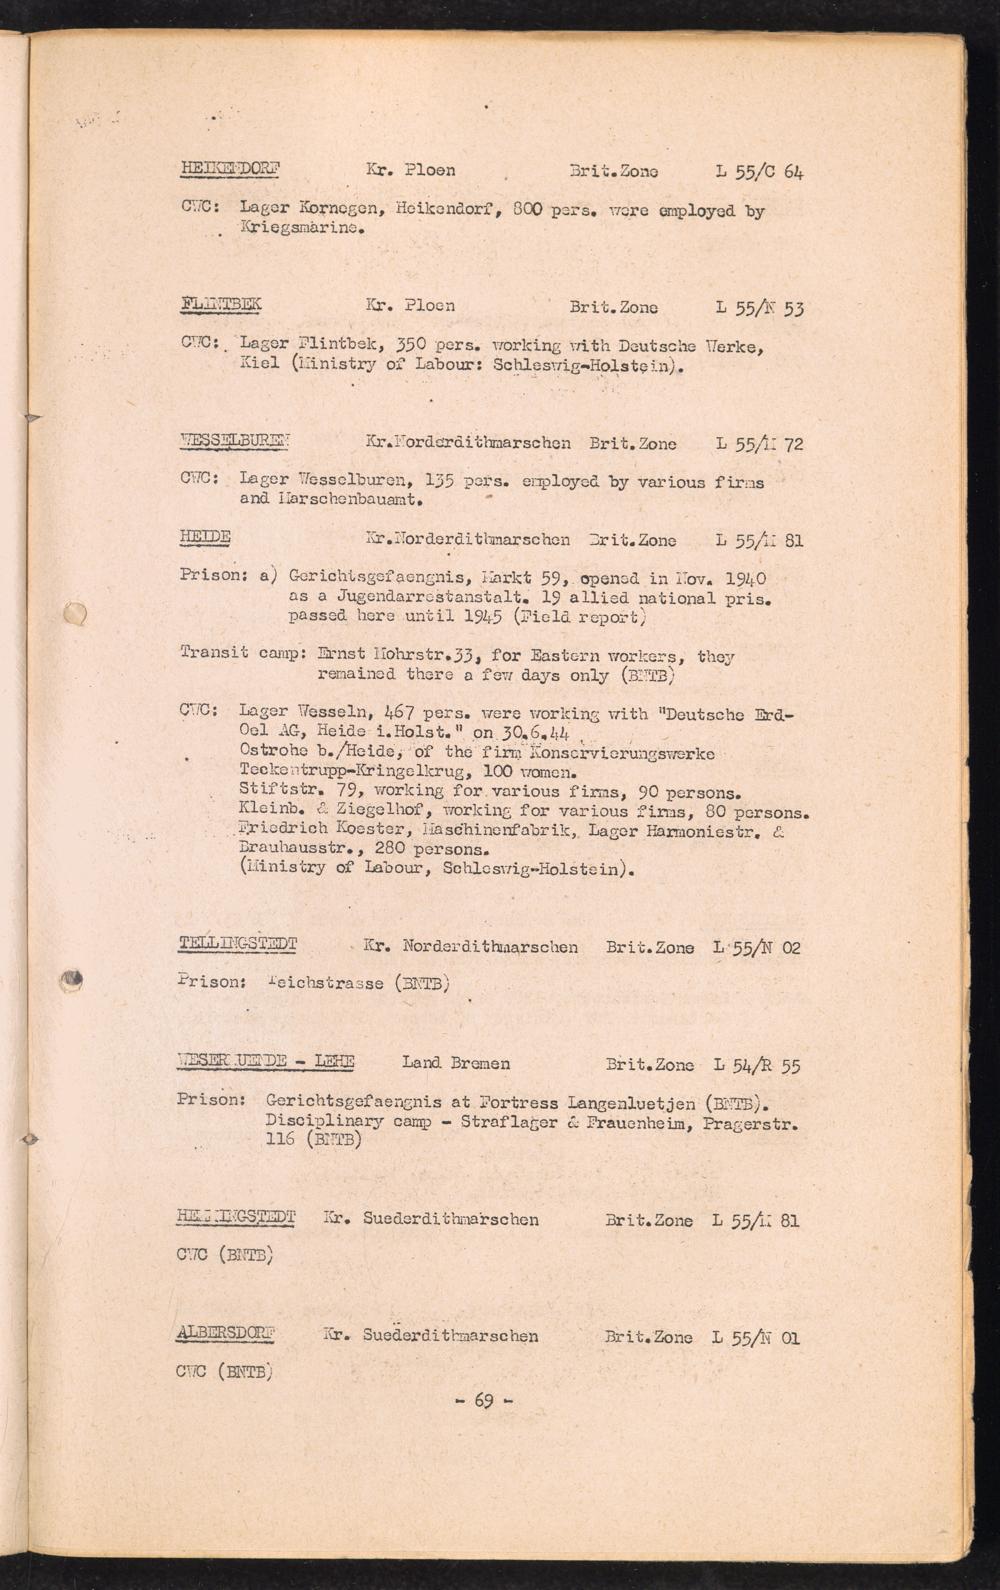 HEIKENDORF Kr. Ploen Brit.Zone L 55/C 64
CWC: Lager Kornegen, Heikendorf, 800 pers. were employed by
Kriegsmarine.
FLINTBEK Kr. Ploen Brit.Zone L 55/N 53
CWC: Lager Flintbek, 350 pers. working with Deutsche Werke,
Kiel (Ministry of Labour: Schleswig-Holstein).
WESSELBUREN Kr.Norderdithmarschen Brit.Zone L 55/M 72
CWC: Lager Wesselburen, 135 pers. employed by various firms
and Marschenbauamt.
HEIDE Kr.Norderdithmarschen Brit.Zone L 55/M 81
Prison: a) Gerichtsgefaengnis, Markt 59, opened in Nov. 1940
as a Jugendarrestanstalt. 19 allied national pris.
passed here until 1945 (Field report)
Transit camp: Ernst Mohrstr.33, for Eastern workers, they
remained there a few days only (BNTB)
CWC: Lager Wesseln, 467 pers. were working with "Deutsche Erd-
Oel AG, Heide i.Holst." on 30.6.44
Ostrohe b./Heide, of the firm Konservierungswerke
Teckentrupp-Kringelkrug, 100 women.
Stiftstr. 79, working for various firms, 90 persons.
Kleinb. & Ziegelhof, working for various firms, 80 persons.
Friedrich Koester, Maschinenfabrik, Lager Harmoniestr. &
Brauhausstr., 280 persons.
(Ministry of Labour, Schleswig-Holstein).
TELLINGSTEDT Kr. Norderdithmarschen Brit.Zone L 55/N 02
Prison: Teichstrasse (BNTB)
WESERMUENDE - LEHE Land Bremen Brit.Zone L 54/R 55
Prison: Gerichtsgefaengnis at Fortress Langenluetjen (BNTB).
Disciplinary camp - Straflager & Frauenheim, Pragerstr.
116 (BNTB)
HEMMINGSTEDT Kr. Suederdithmarschen Brit.Zone L 55/M 81
CWC (BNTB)
ALBERSDORF Kr. Suederdithmarschen Brit.Zone L 55/N 01
CWC (BNTB)
- 69 -